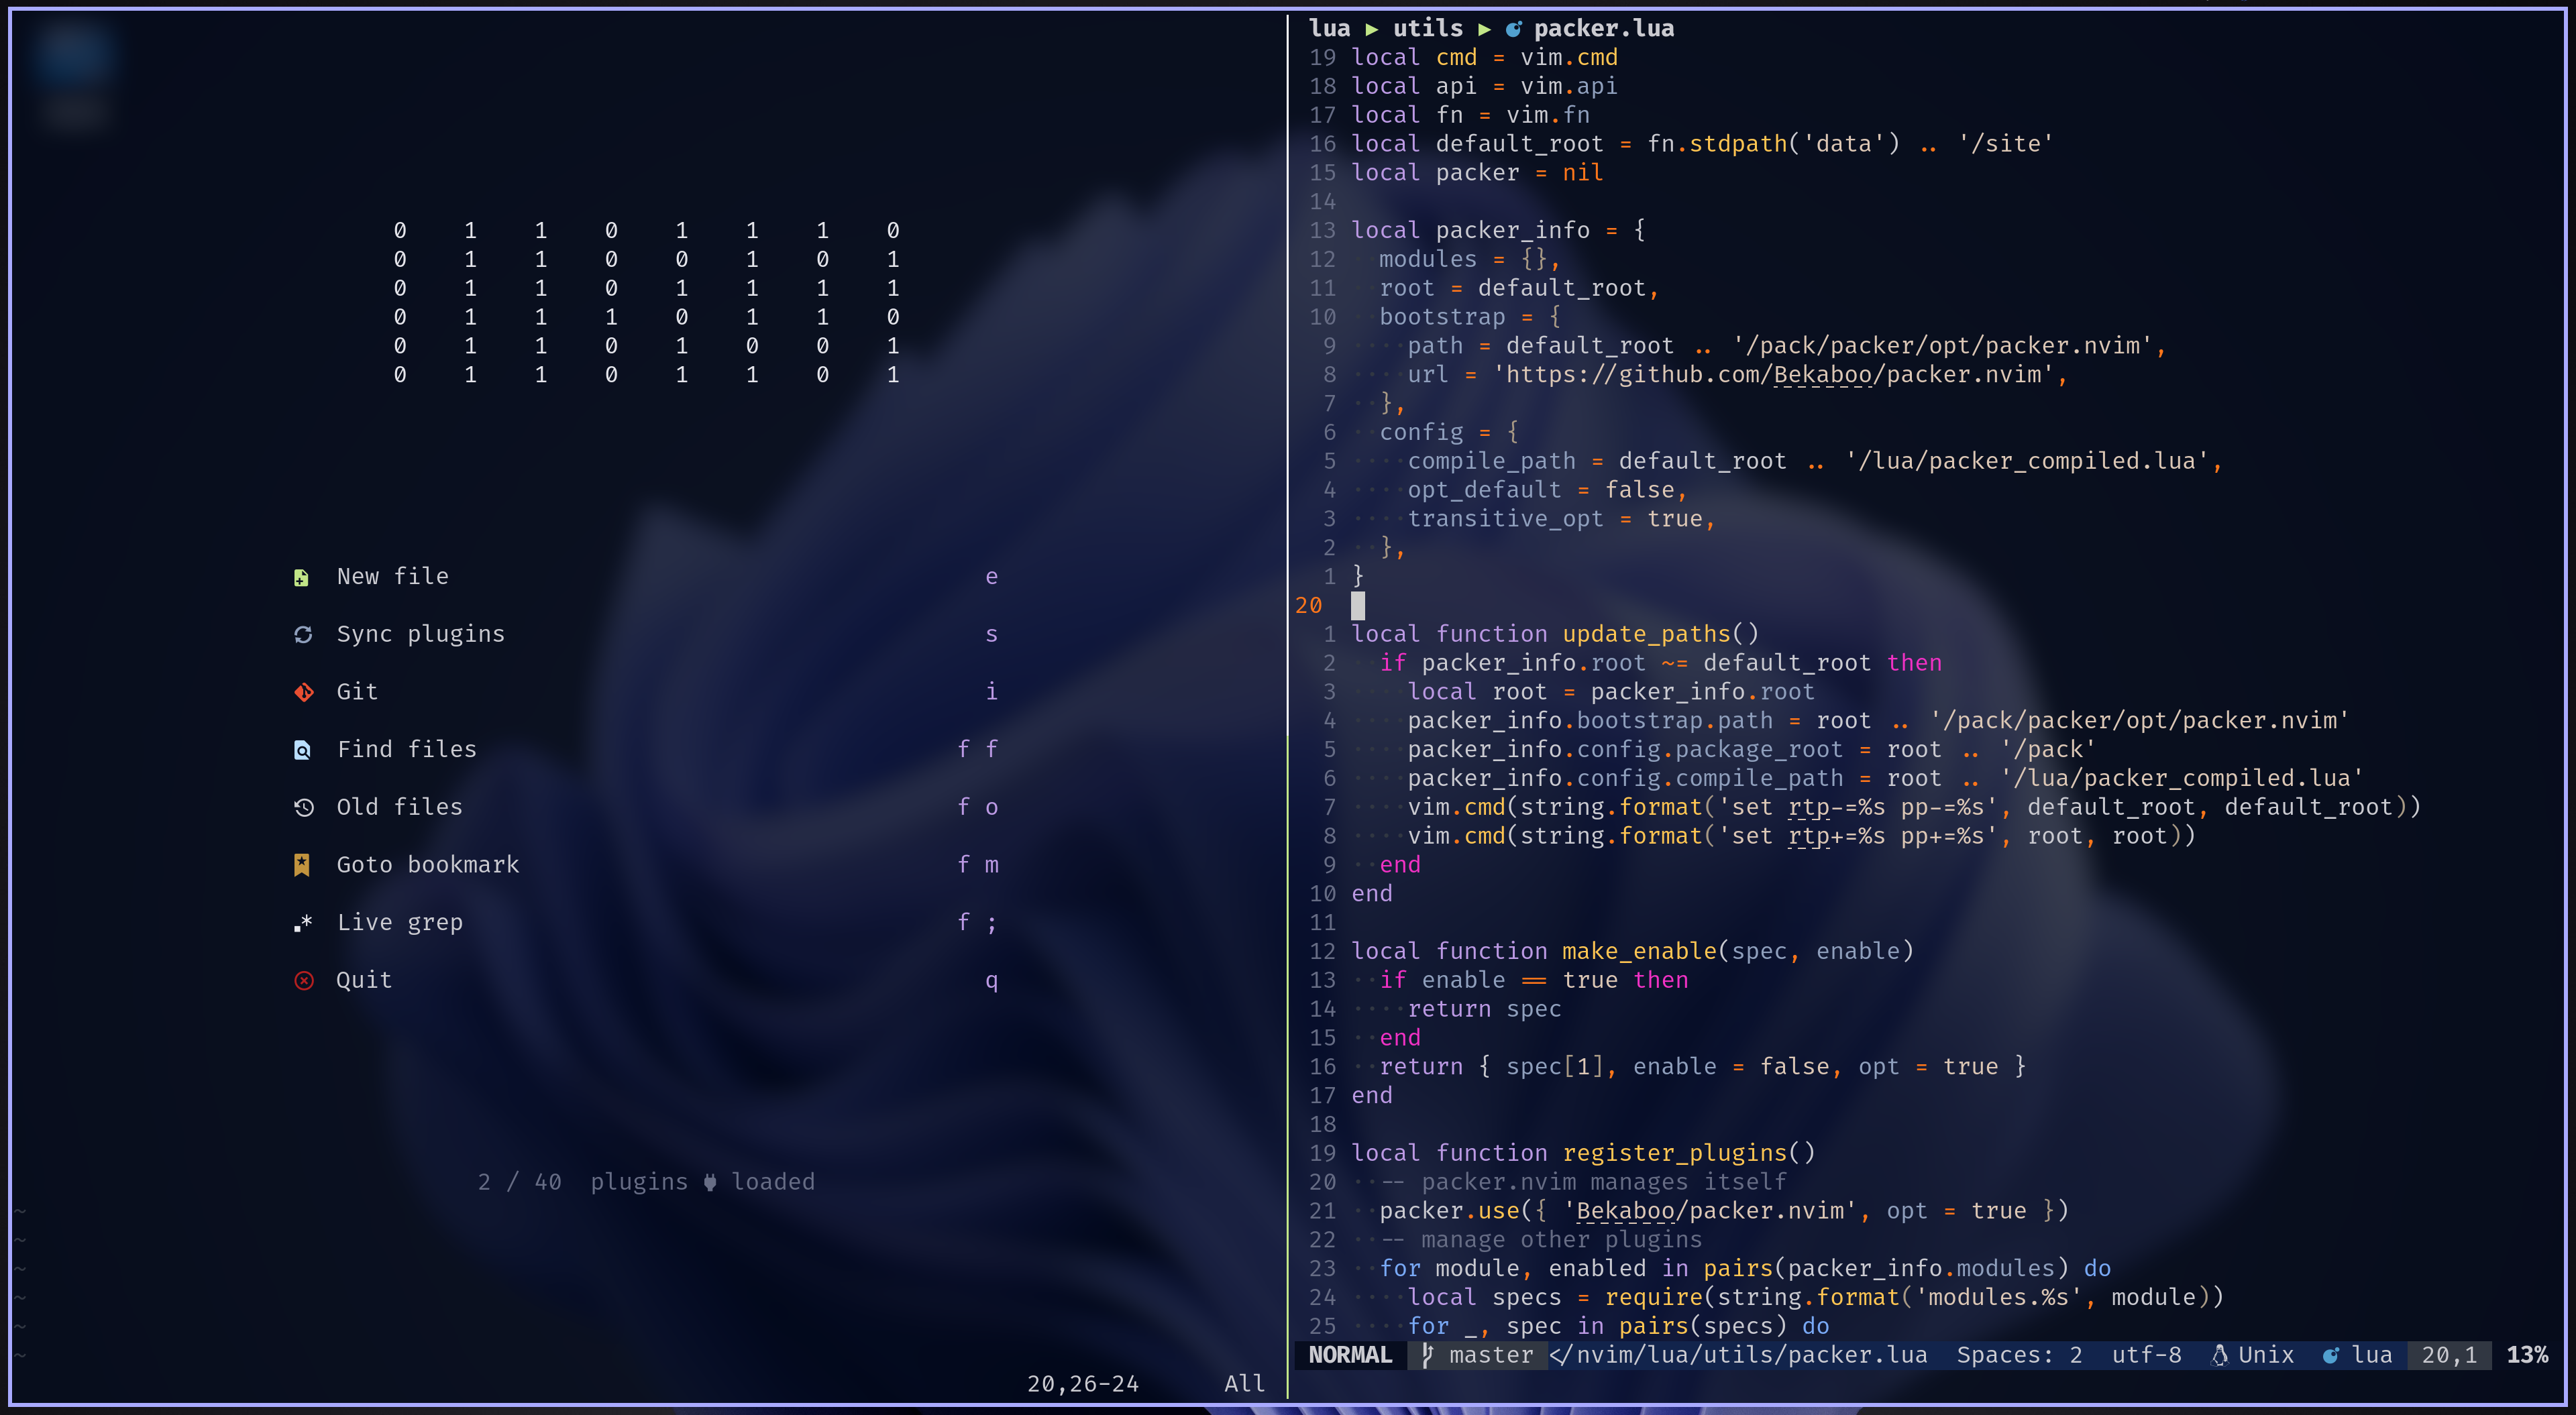 0 1 1 0 1 1 1 0
0 1 1 0 0 1 0 1
0 1 1 0 1 1 1 1
0 1 1 1 0 1 1 0
0 1 1 0 1 0 0 1
0 1 1 0 1 1 0 1
New file e
Sync plugins s
Git i
Find files f f
Old files f o
Goto bookmark f m
Live grep f ;
Quit q
2 / 40 plugins loaded
~
~
~
~
~
~
20,26-24 All
lua ▶ utils ▶ packer.lua
19 local cmd = vim.cmd
18 local api = vim.api
17 local fn = vim.fn
16 local default_root = fn.stdpath('data') .. '/site'
15 local packer = nil
14
13 local packer_info = {
12 ··modules = {},
11 ··root = default_root,
10 ··bootstrap = {
9 ····path = default_root .. '/pack/packer/opt/packer.nvim',
8 ····url = 'https://github.com/Bekaboo/packer.nvim',
7 ··},
6 ··config = {
5 ····compile_path = default_root .. '/lua/packer_compiled.lua',
4 ····opt_default = false,
3 ····transitive_opt = true,
2 ··},
1 }
20
1 local function update_paths()
2 ··if packer_info.root ~= default_root then
3 ····local root = packer_info.root
4 ····packer_info.bootstrap.path = root .. '/pack/packer/opt/packer.nvim'
5 ····packer_info.config.package_root = root .. '/pack'
6 ····packer_info.config.compile_path = root .. '/lua/packer_compiled.lua'
7 ····vim.cmd(string.format('set rtp-=%s pp-=%s', default_root, default_root))
8 ····vim.cmd(string.format('set rtp+=%s pp+=%s', root, root))
9 ··end
10 end
11
12 local function make_enable(spec, enable)
13 ··if enable == true then
14 ····return spec
15 ··end
16 ··return { spec[1], enable = false, opt = true }
17 end
18
19 local function register_plugins()
20 ··-- packer.nvim manages itself
21 ··packer.use({ 'Bekaboo/packer.nvim', opt = true })
22 ··-- manage other plugins
23 ··for module, enabled in pairs(packer_info.modules) do
24 ····local specs = require(string.format('modules.%s', module))
25 ····for _, spec in pairs(specs) do
NORMAL master </nvim/lua/utils/packer.lua Spaces: 2 utf-8 Unix lua 20,1 13%